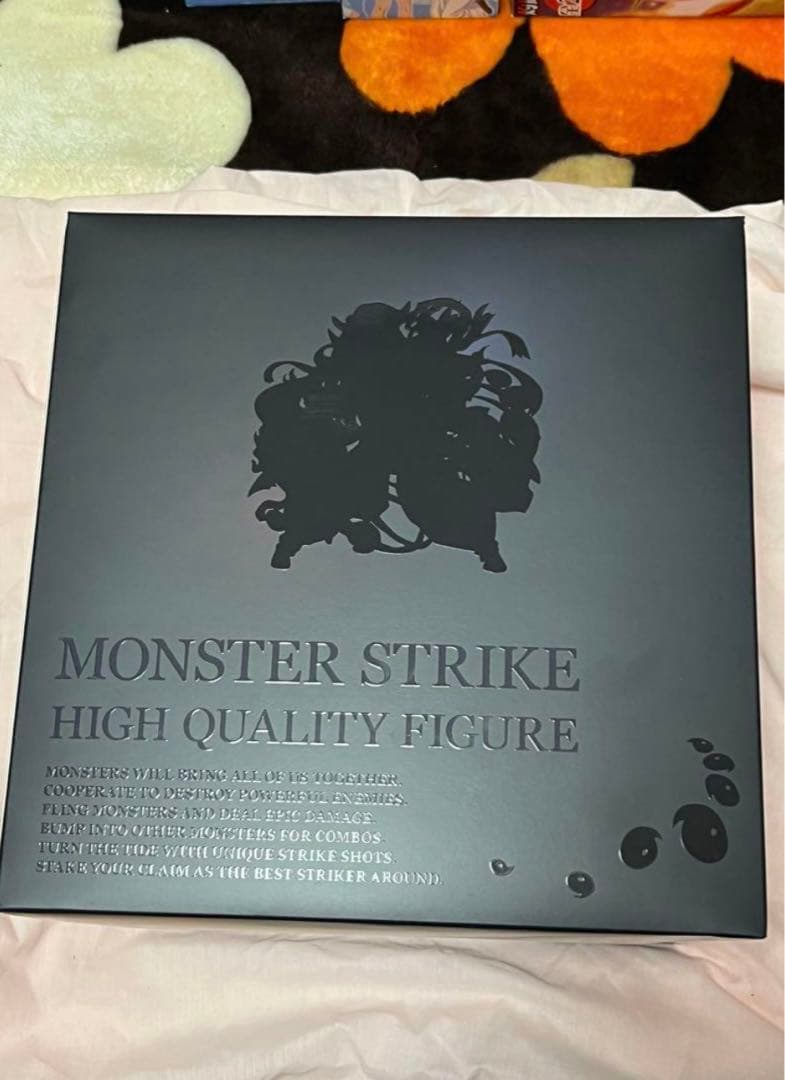 MONSTER STRIKE
HIGH QUALITY FIGURE
MONSTERS WILL BRING ALL OF US TOGETHER.
COOPERATE TO DESTROY POWERFUL ENEMIES.
FLING MONSTERS AND DEAL EPIC DAMAGE.
BUMP INTO OTHER MONSTERS FOR COMBOS.
TURN THE TIDE WITH UNIQUE STRIKE SHOTS.
STAKE YOUR CLAIM AS THE BEST STRIKER AROUND.